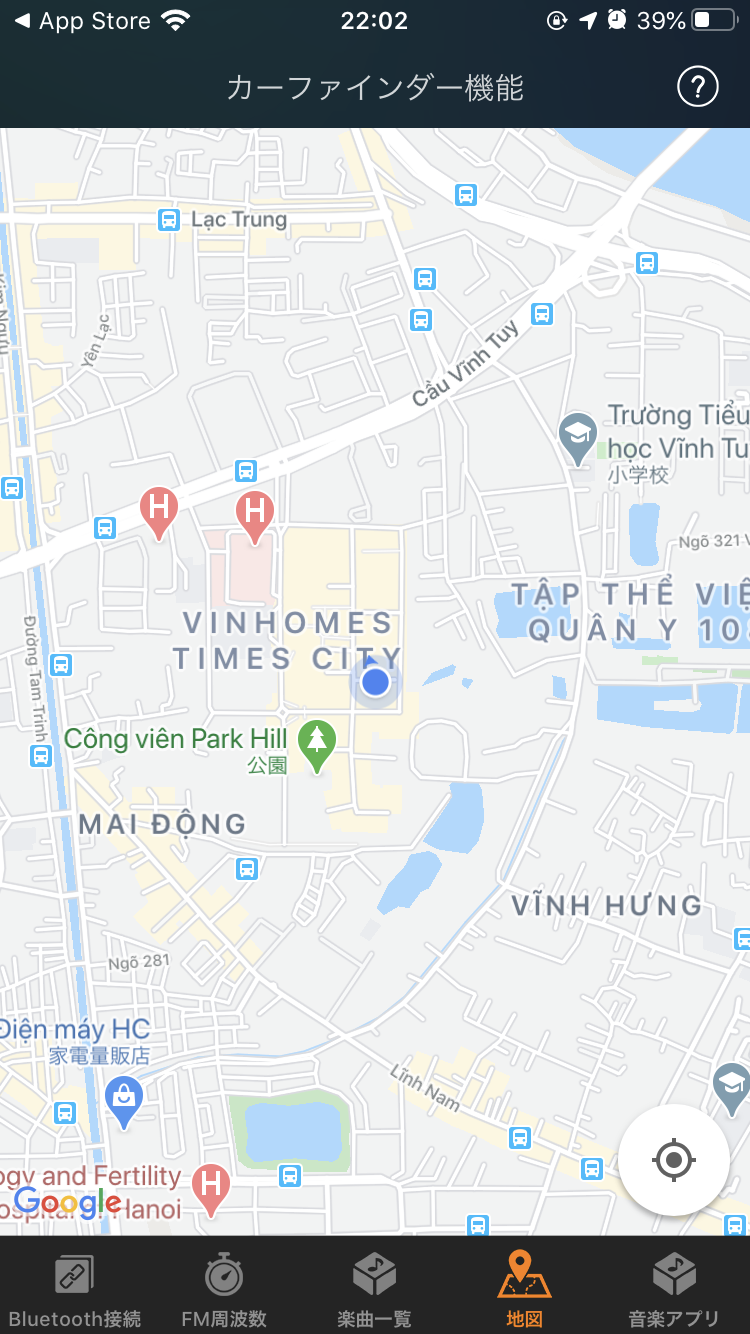 App Store
22:02
39%
カーファインダー機能
?
Lạc Trung
Yên Lạc
Cầu Vĩnh Tuy
Trường Tiểu
học Vĩnh Tu
小学校
H
H
Ngõ 321
TẬP THỂ VIỆ
QUÂN Y 108
VINHOMES
TIMES CITY
Đường Tam Trinh
Công viên Park Hill
公園
MAI ĐỘNG
VĨNH HƯNG
Ngõ 281
Điện máy HC
家電量販店
Lĩnh Nam
ogy and Fertility
H
Hanoi
Google
Bluetooth接続
FM周波数
楽曲一覧
地図
音楽アプリ